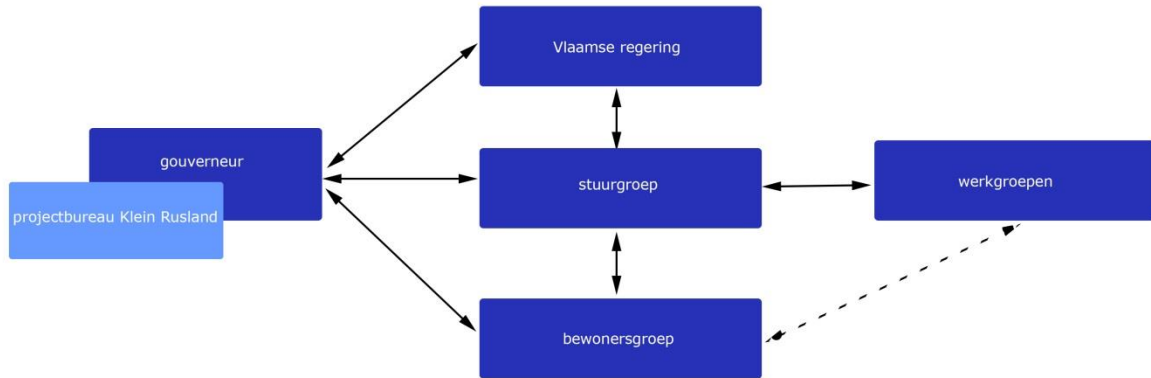 Vlaamse regering
gouverneur
projectbureau Klein Rusland
stuurgroep
werkgroepen
bewonersgroep